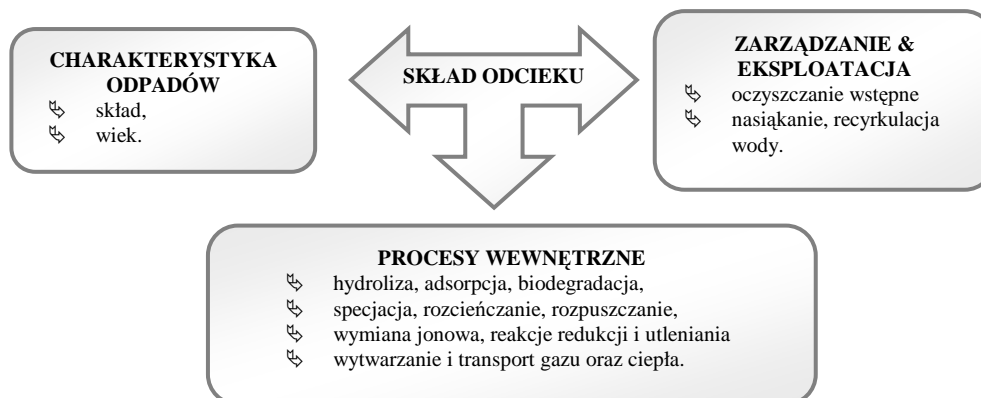 CHARAKTERYSTYKA
ODPADÓW
skład,
wiek.
SKŁAD ODCIEKU
ZARZĄDZANIE &
EKSPLOATACJA
oczyszczanie wstępne
nasiąkanie, recyrkulacja
wody.
PROCESY WEWNĘTRZNE
hydroliza, adsorpcja, biodegradacja,
specjacja, rozcieńczanie, rozpuszczanie,
wymiana jonowa, reakcje redukcji i utleniania
wytwarzanie i transport gazu oraz ciepła.